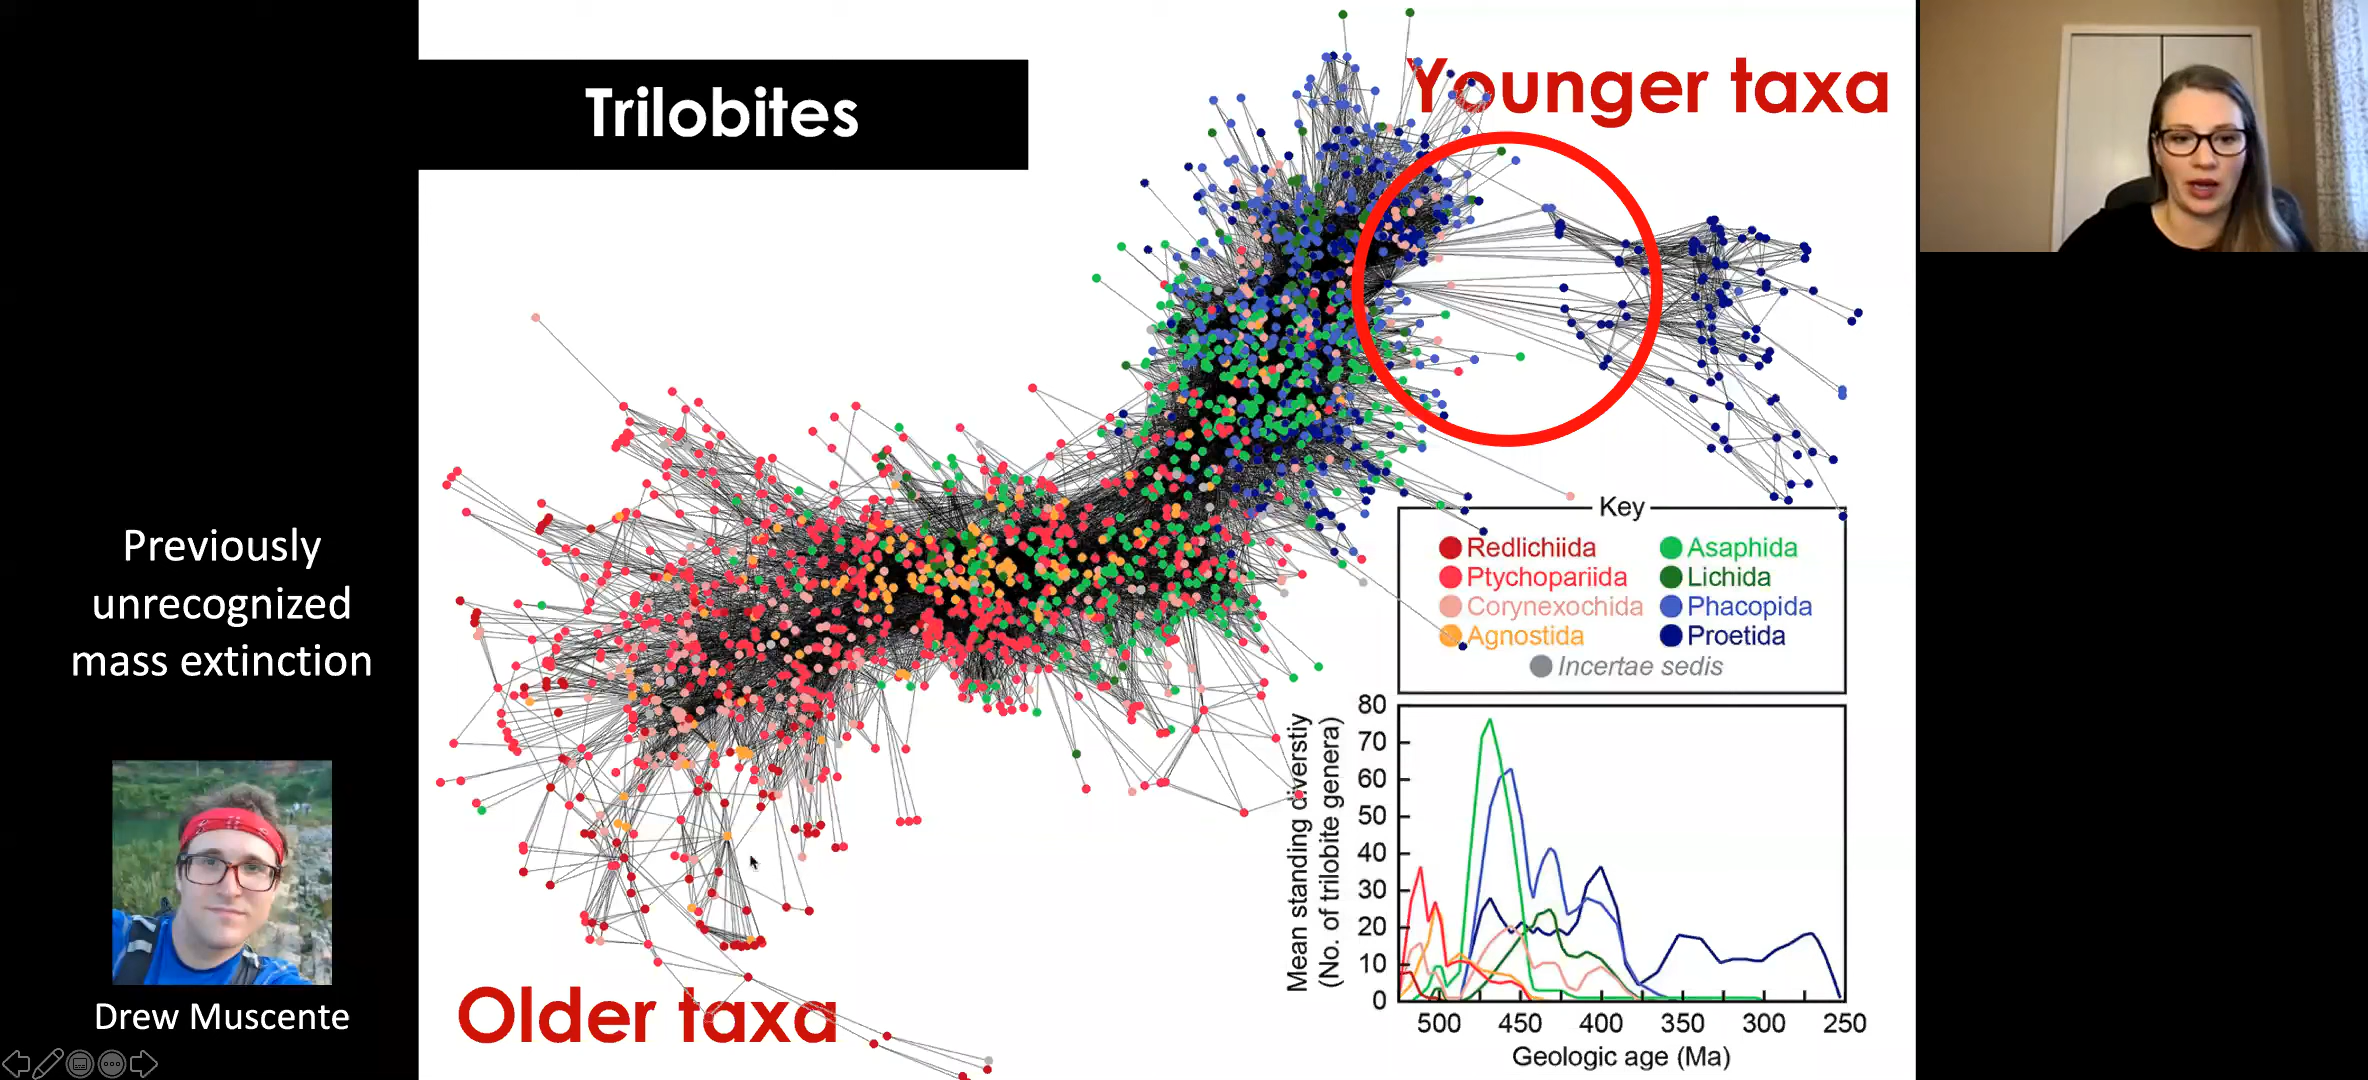 Trilobites
Younger taxa
Previously
unrecognized
mass extinction
Drew Muscente
Older taxa
Key
Redlichiida
Ptychopariida
Corynexochida
Agnostida
Asaphida
Lichida
Phacopida
Proetida
Incertae sedis
Mean standing diverstiy
(No. of trilobite genera)
80
70
60
50
40
30
20
10
0
500 450 400 350 300 250
Geologic age (Ma)